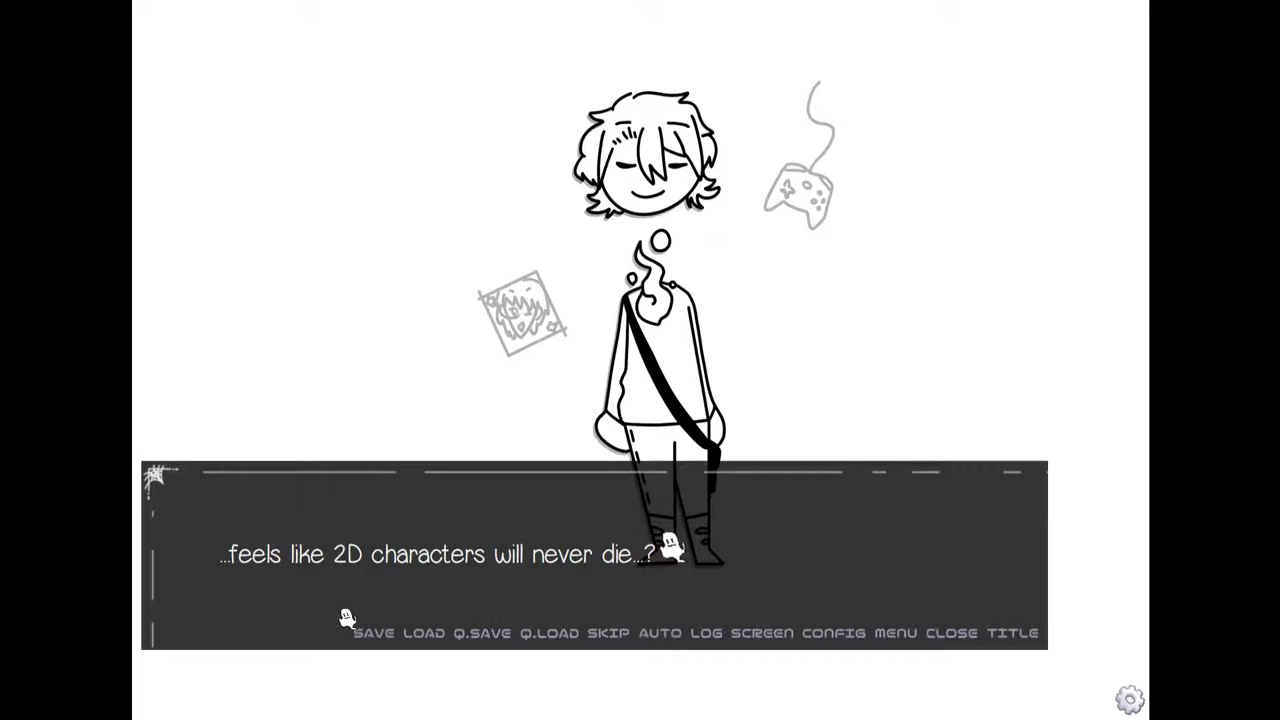 ...feels like 2D characters will never die...?
SAVE LOAD Q.SAVE Q.LOAD SKIP AUTO LOG SCREEN CONFIG MENU CLOSE TITLE